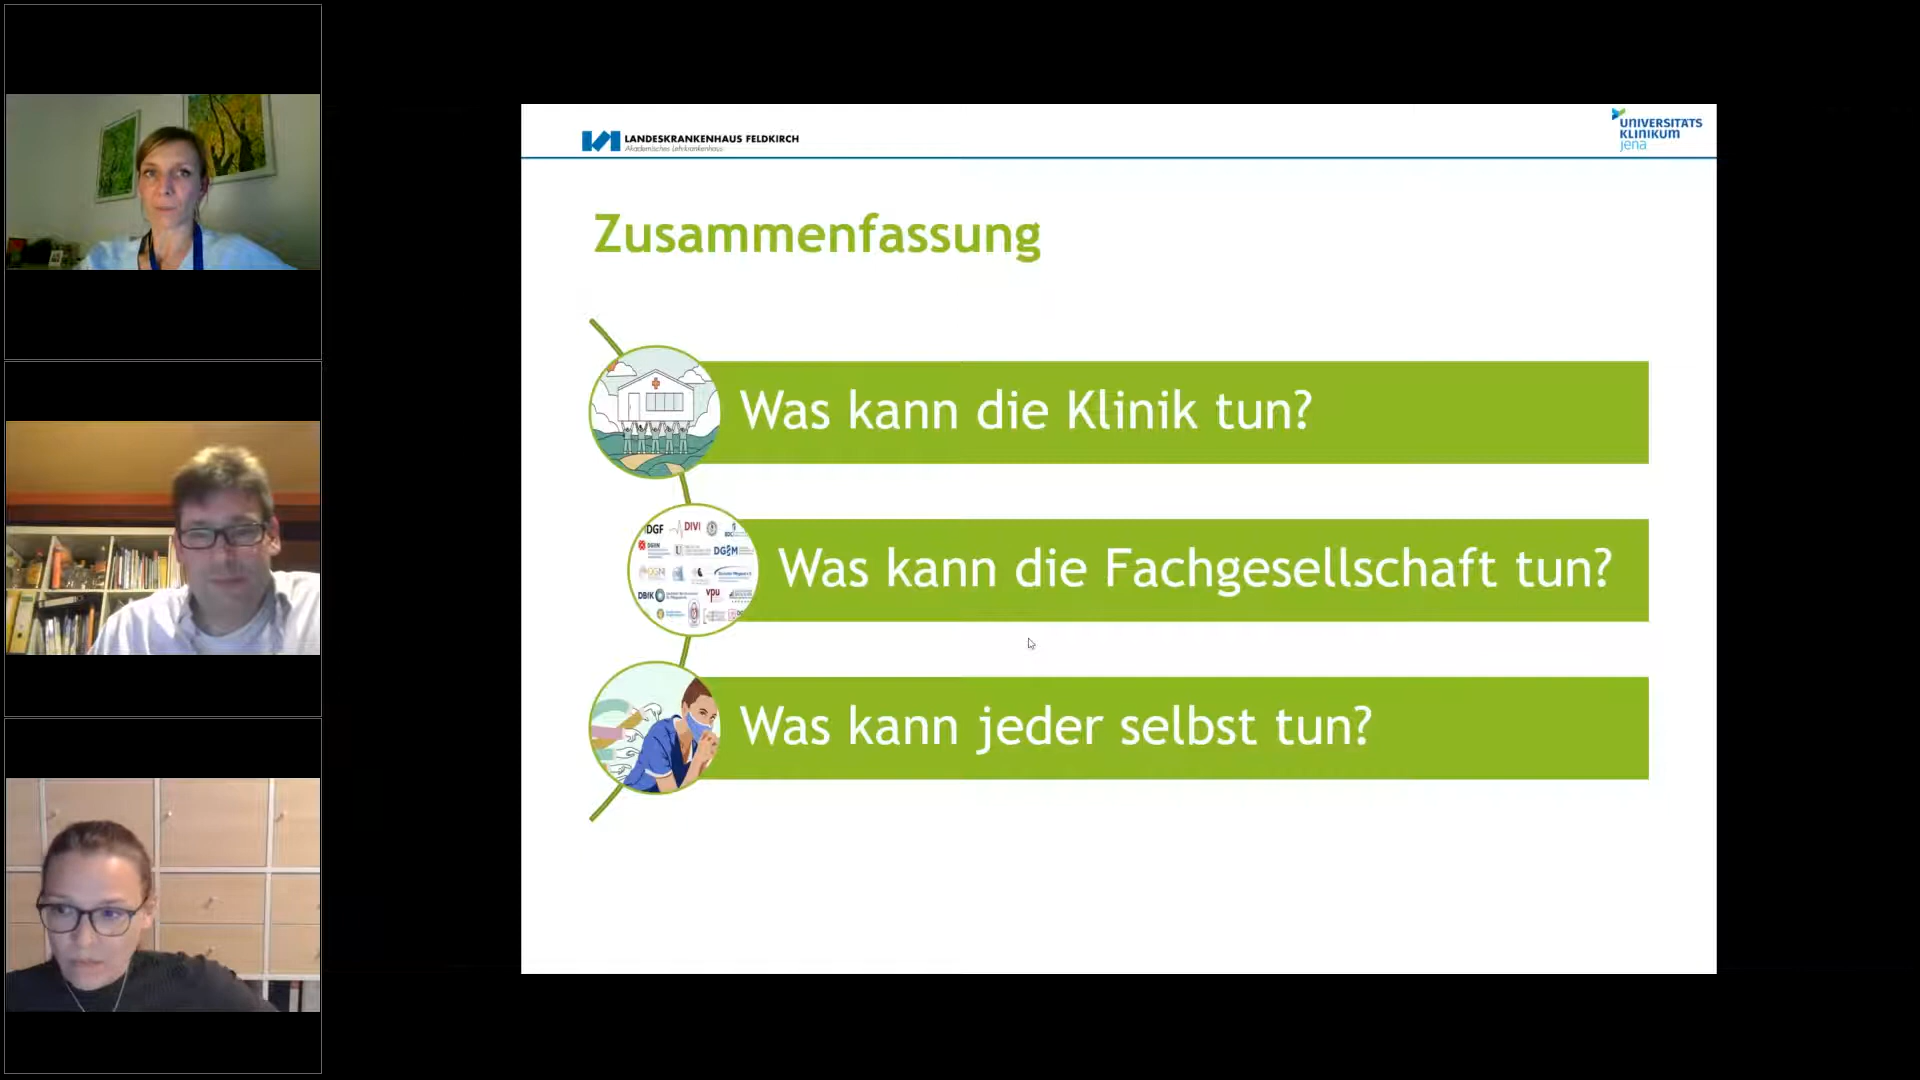 LANDESKRANKENHAUS FELDKIRCH
Akademisches Lehrkrankenhaus
UNIVERSITÄTS
KLINIKUM
jena
Zusammenfassung
Was kann die Klinik tun?
DGF
DIVI
DBfK
vpu
Was kann die Fachgesellschaft tun?
Was kann jeder selbst tun?